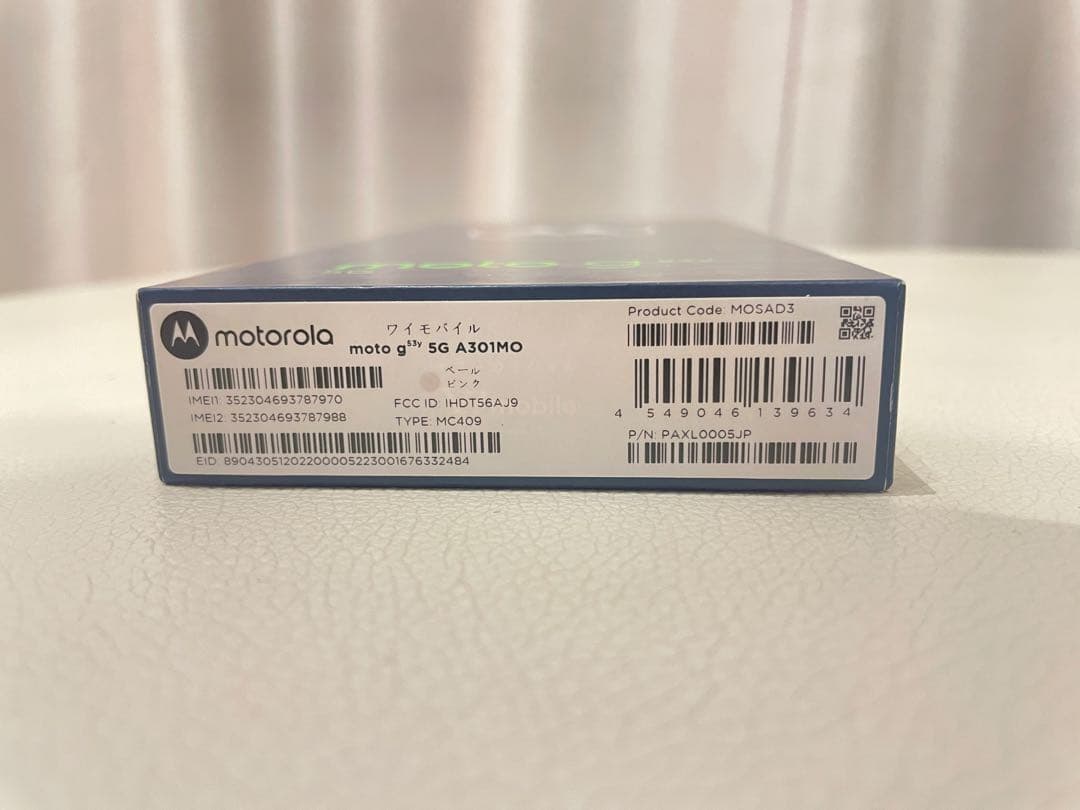 moto g
motorola
ワイモバイル
moto g53y 5G A301MO
ペール
ピンク
IMEI1: 352304693787970
IMEI2: 352304693787988
FCC ID: IHDT56AJ9
TYPE: MC409
EID: 89043051202200005223001676332484
Product Code: MOSAD3
4 549046 139634
P/N: PAXL0005JP